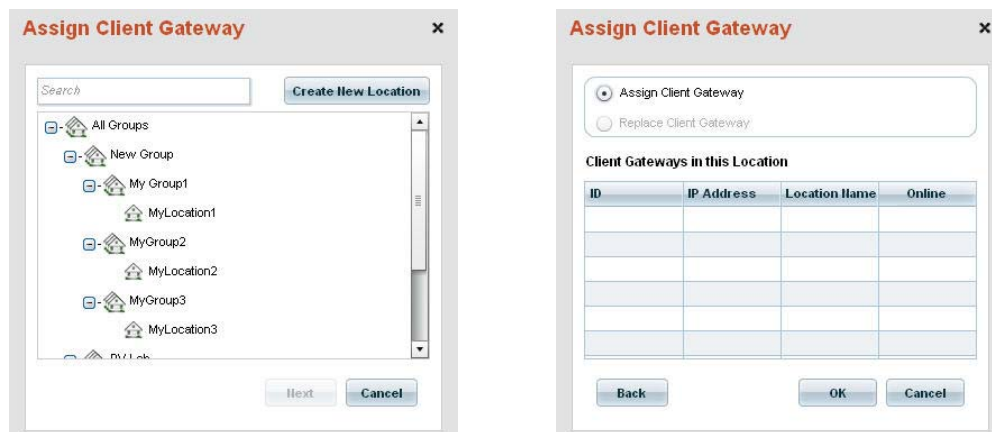 Assign Client Gateway
Search
Create New Location
All Groups
New Group
My Group1
MyLocation1
MyGroup2
MyLocation2
MyGroup3
MyLocation3
Next
Cancel
Assign Client Gateway
Assign Client Gateway
Replace Client Gateway
Client Gateways in this Location
ID IP Address Location Name Online
Back OK Cancel